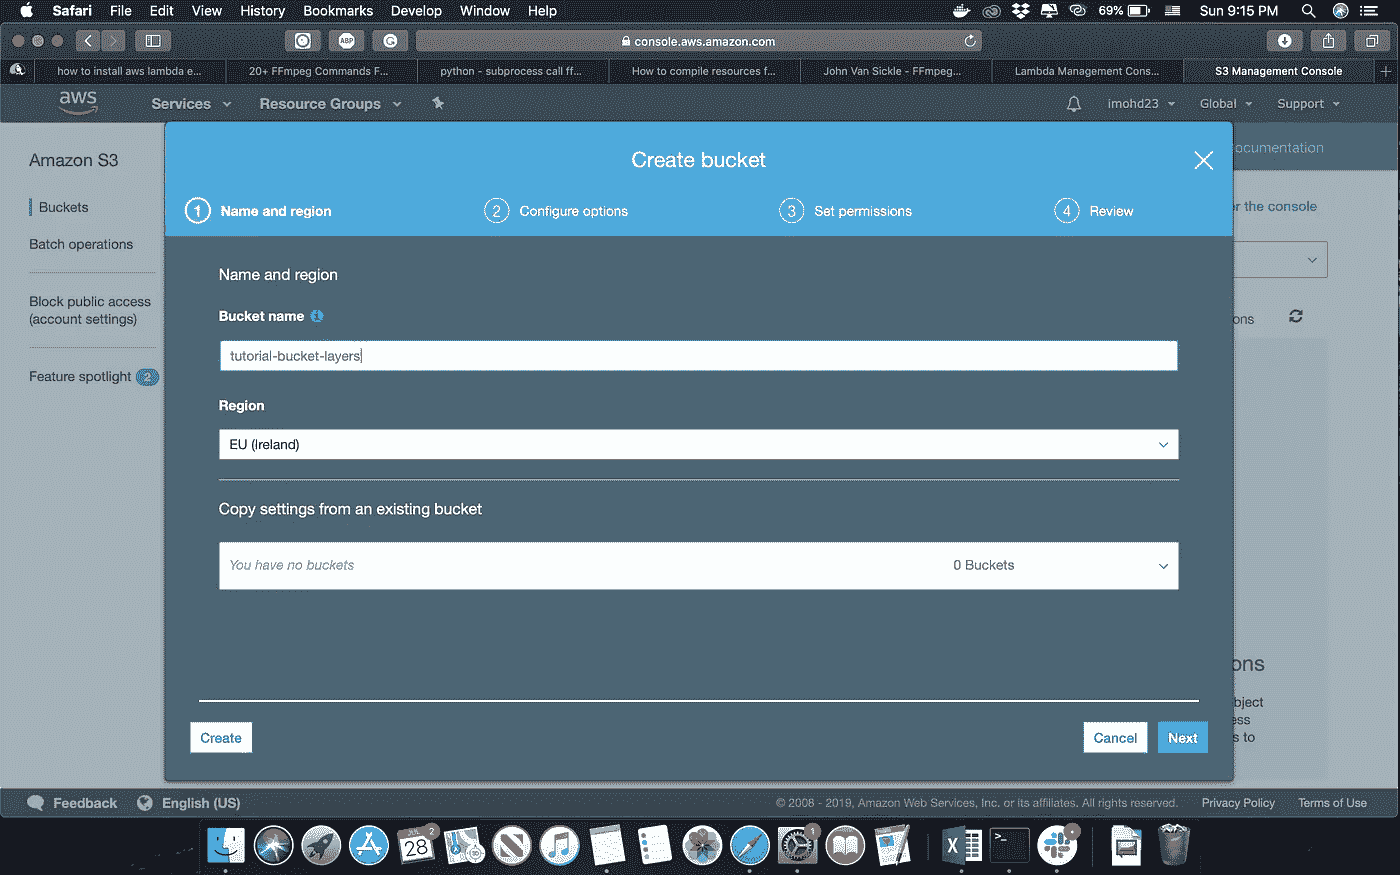 Safari File Edit View History Bookmarks Develop Window Help 69% Sun 9:15 PM
ABP
console.aws.amazon.com
how to install aws lambda e...
20+ FFmpeg Commands F...
python - subprocess call ff...
How to compile resources f...
John Van Sickle - FFmpeg...
Lambda Management Cons...
S3 Management Console
aws Services Resource Groups imohd23 Global Support
Amazon S3
Buckets
Batch operations
Block public access
(account settings)
Feature spotlight 2
Create bucket
ocumentation
1 Name and region
2 Configure options
3 Set permissions
4 Review
r the console
Name and region
Bucket name
tutorial-bucket-layers
ons
Region
EU (Ireland)
Copy settings from an existing bucket
You have no buckets 0 Buckets
ons
bject
ess
s to
Create
Cancel
Next
Feedback English (US) © 2008 - 2019, Amazon Web Services, Inc. or its affiliates. All rights reserved. Privacy Policy Terms of Use
JUL
28
2
1
X
>_